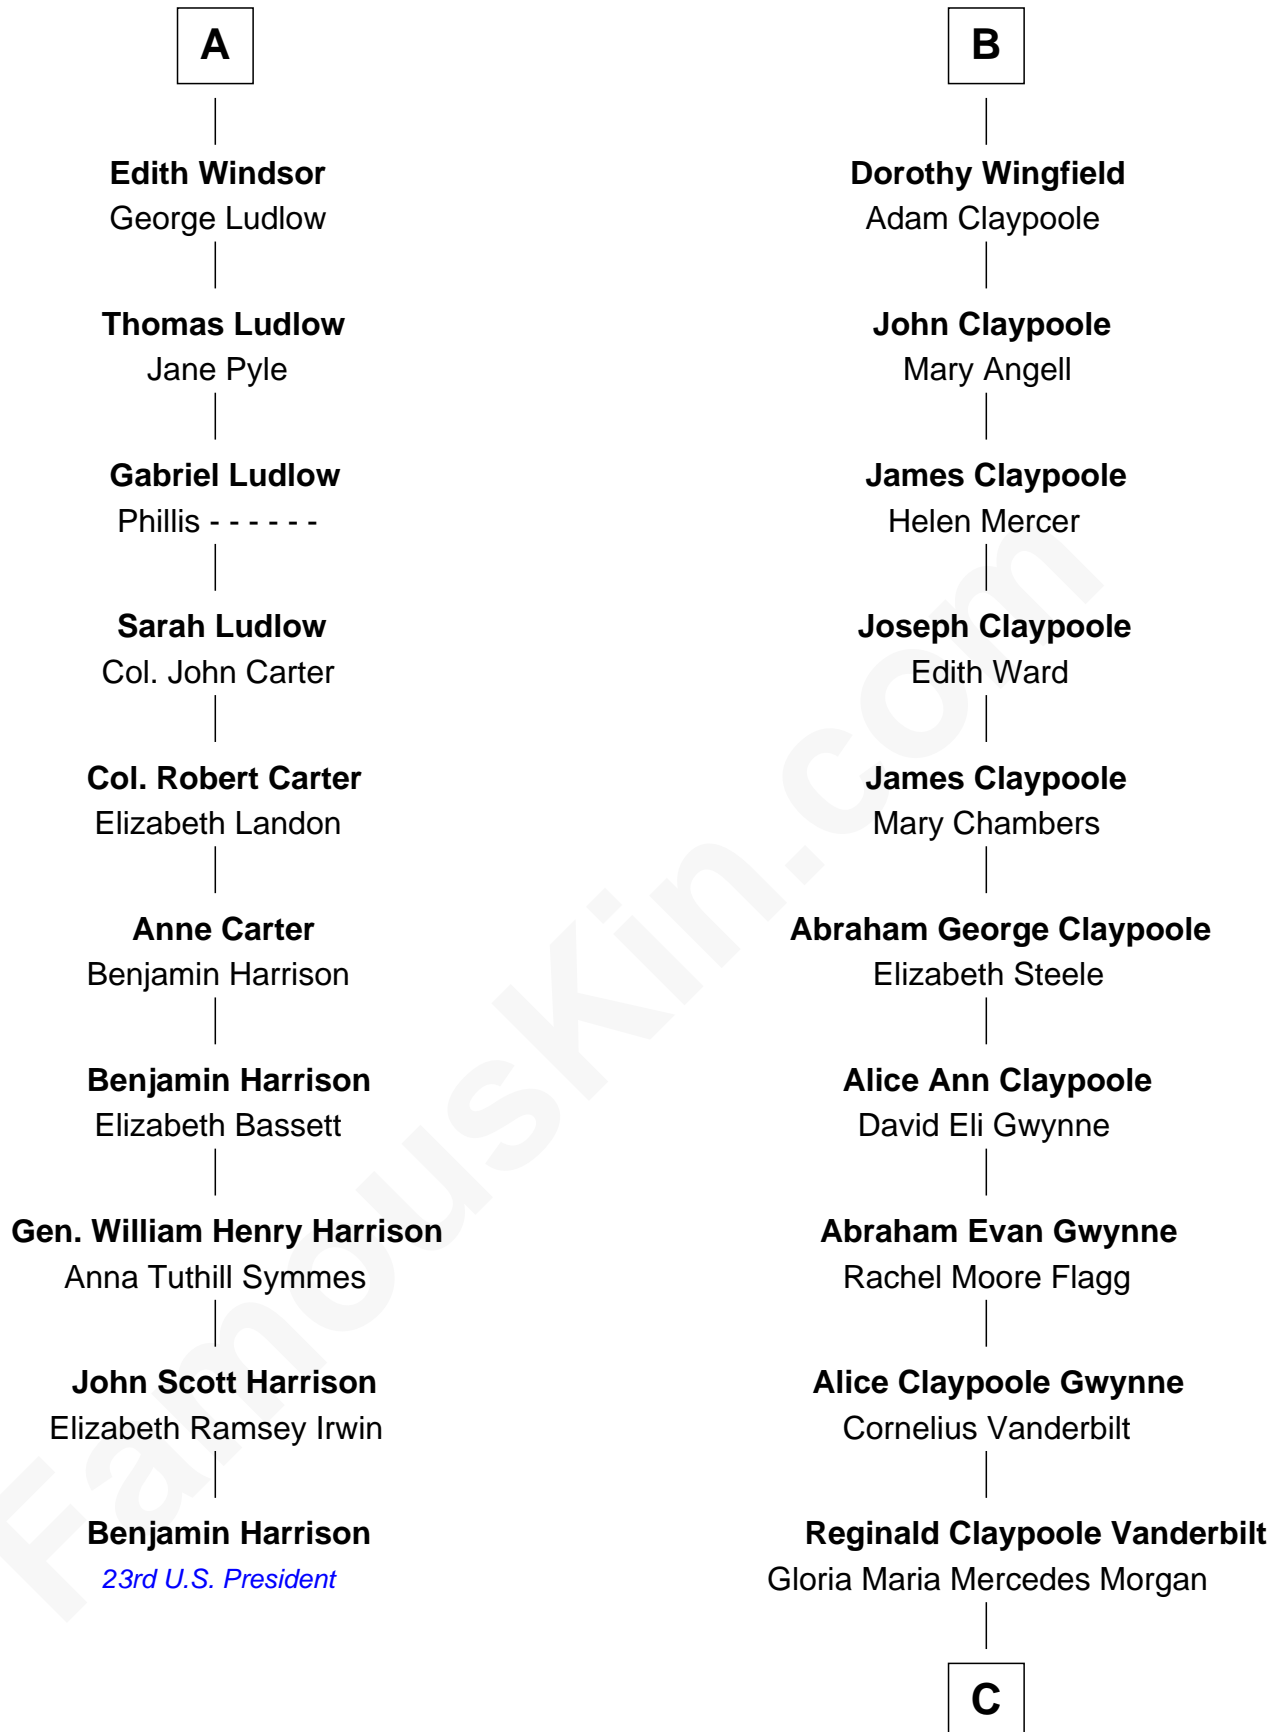 A
Edith Windsor
George Ludlow
Thomas Ludlow
Jane Pyle
Gabriel Ludlow
Phillis - - - - - -
Sarah Ludlow
Col. John Carter
Col. Robert Carter
Elizabeth Landon
Anne Carter
Benjamin Harrison
Benjamin Harrison
Elizabeth Bassett
Gen. William Henry Harrison
Anna Tuthill Symmes
John Scott Harrison
Elizabeth Ramsey Irwin
Benjamin Harrison
23rd U.S. President
B
Dorothy Wingfield
Adam Claypoole
John Claypoole
Mary Angell
James Claypoole
Helen Mercer
Joseph Claypoole
Edith Ward
James Claypoole
Mary Chambers
Abraham George Claypoole
Elizabeth Steele
Alice Ann Claypoole
David Eli Gwynne
Abraham Evan Gwynne
Rachel Moore Flagg
Alice Claypoole Gwynne
Cornelius Vanderbilt
Reginald Claypoole Vanderbilt
Gloria Maria Mercedes Morgan
C
FamousKin.com